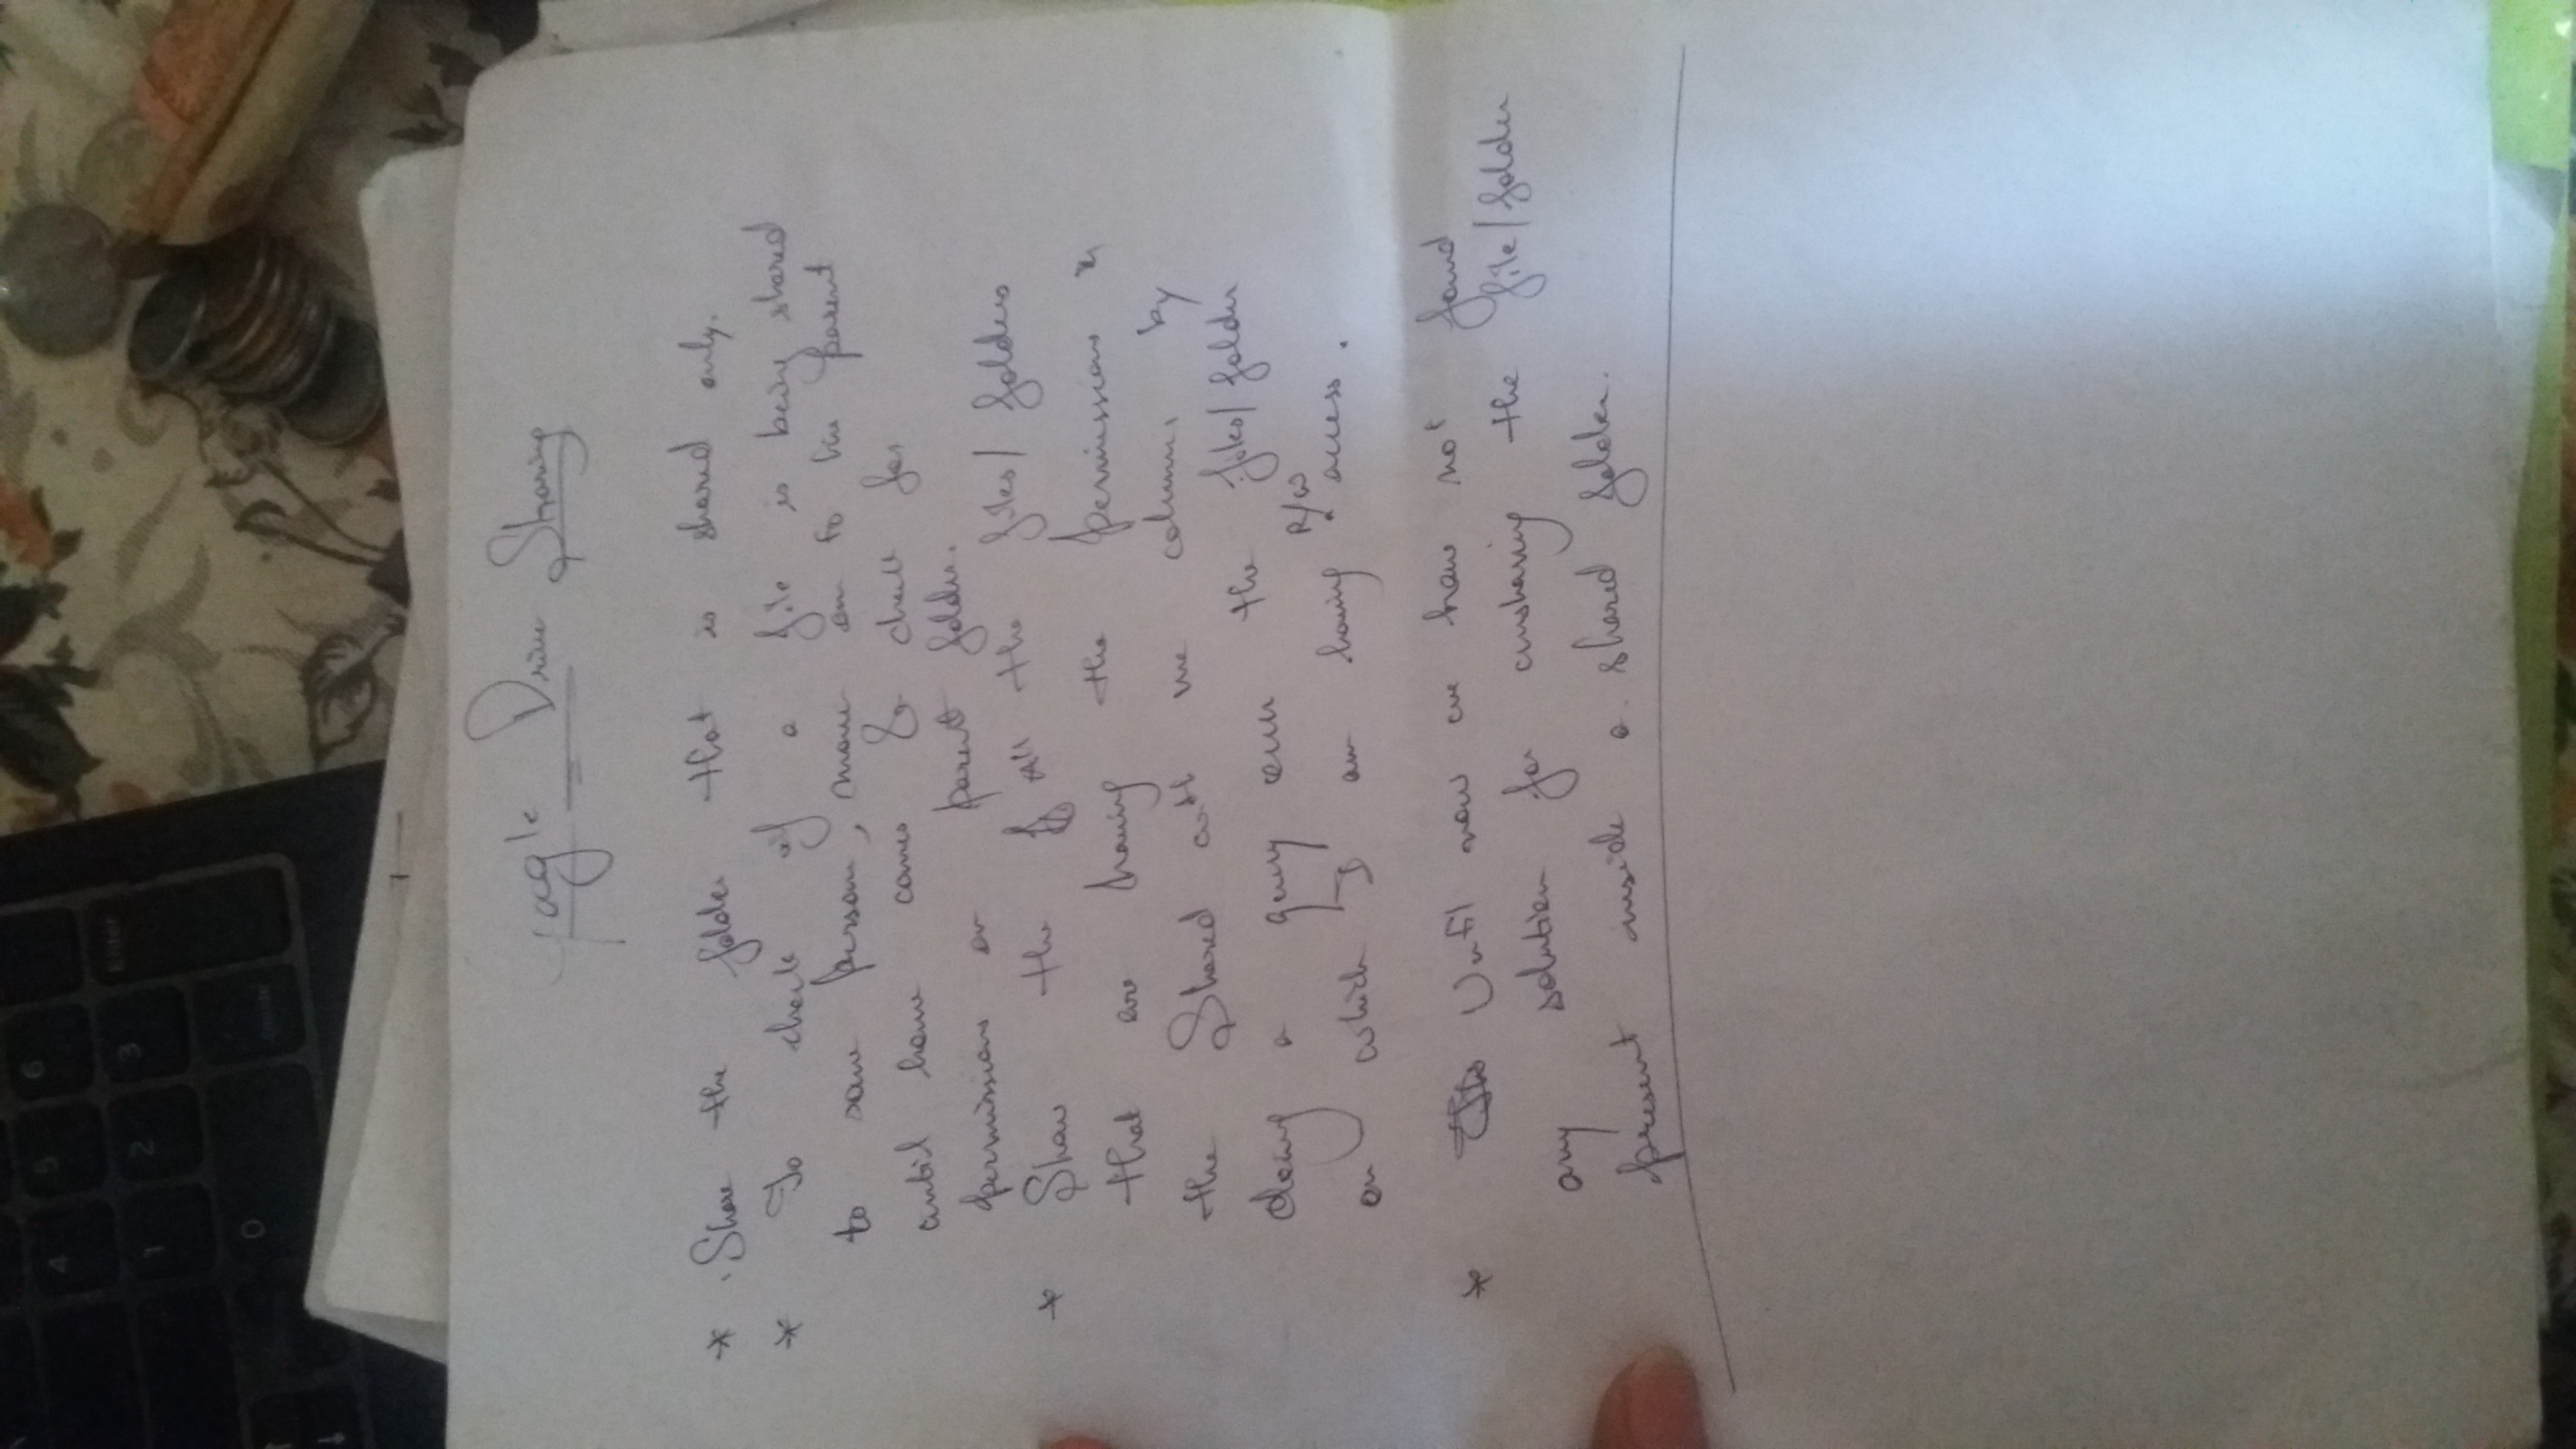 4 5 6
1 2 3 Enter
0 Delete
Google Drive Sharing
* Share the folder that is shared only.
* To check if a file is being shared
to some person, move on to the parent
until home comes & check for
permissions on parent folder.
* Show the all the files/folders
that are having the permissions in
the Shared with me column, by
doing a query over the files/folder
on which I am having R/W access.
* Until now we have not found
any solution for unsharing the file/folder
present inside a shared folder.